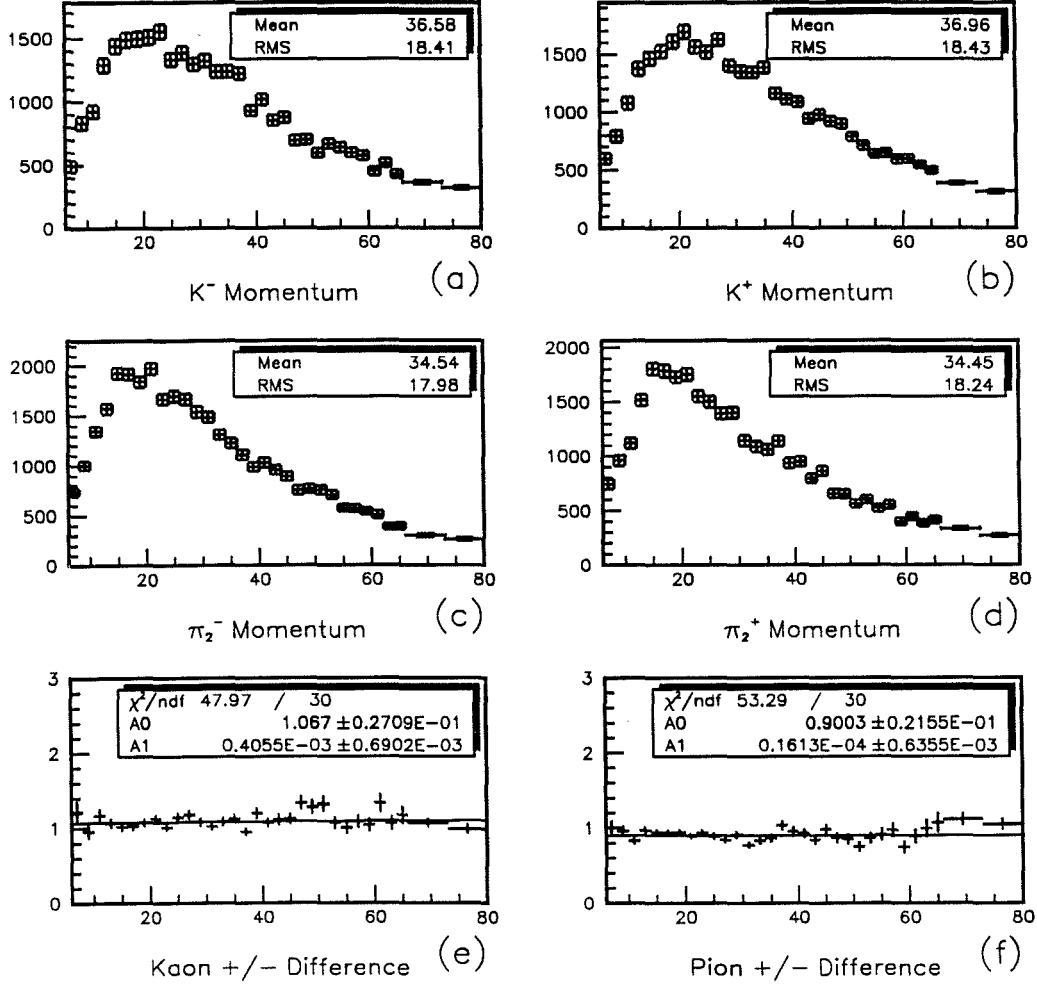 Mean 36.58
RMS 18.41
1500
1000
500
0
20 40 60 80
(a)
K⁻ Momentum
Mean 36.96
RMS 18.43
1500
1000
500
0
20 40 60 80
(b)
K⁺ Momentum
Mean 34.54
RMS 17.98
2000
1500
1000
500
0
20 40 60 80
(c)
π₂⁻ Momentum
Mean 34.45
RMS 18.24
2000
1500
1000
500
0
20 40 60 80
(d)
π₂⁺ Momentum
χ²/ndf 47.97 / 30
A0 1.067 ±0.2709E-01
A1 0.4055E-03 ±0.6902E-03
3
2
1
0
20 40 60 80
(e)
Kaon +/- Difference
χ²/ndf 53.29 / 30
A0 0.9003 ±0.2155E-01
A1 0.1613E-04 ±0.6355E-03
3
2
1
0
20 40 60 80
(f)
Pion +/- Difference